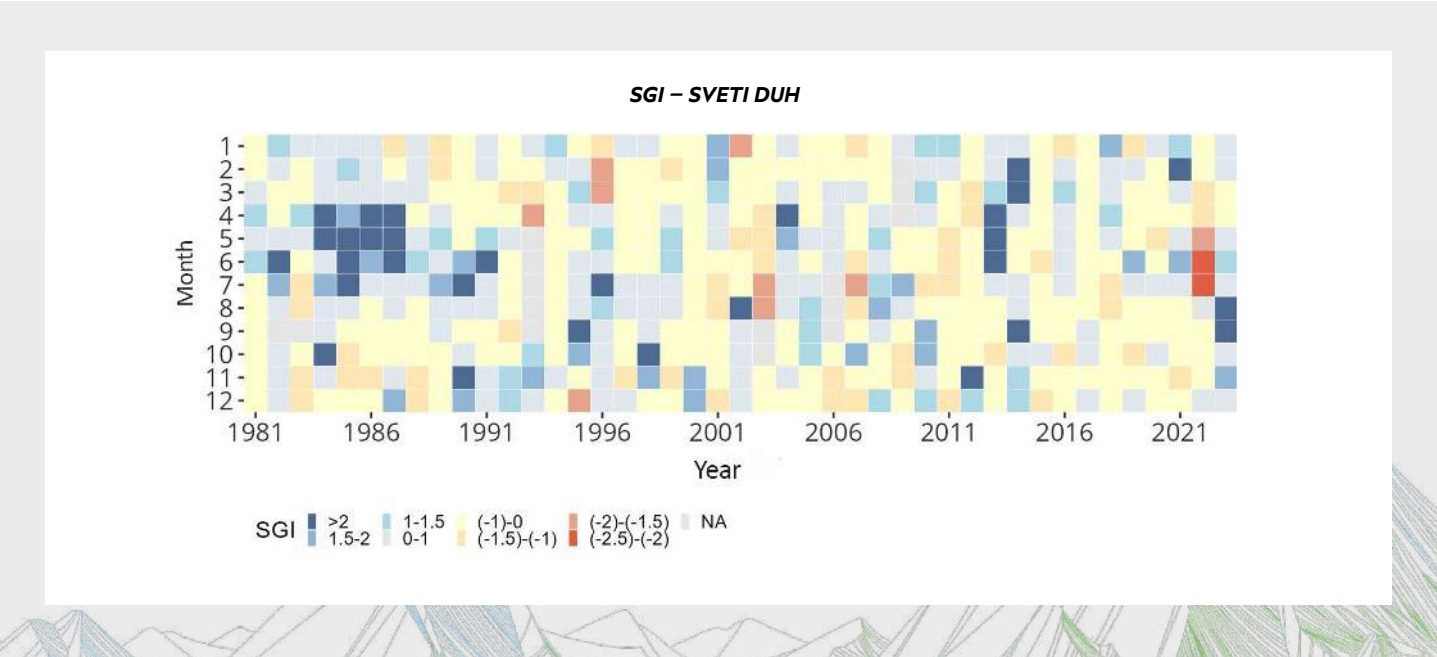 SGI – SVETI DUH
Month
1
2
3
4
5
6
7
8
9
10
11
12
1981 1986 1991 1996 2001 2006 2011 2016 2021
Year
SGI
>2 1-1.5 (-1)-0 (-2)-(-1.5) NA
1.5-2 0-1 (-1.5)-(-1) (-2.5)-(-2)